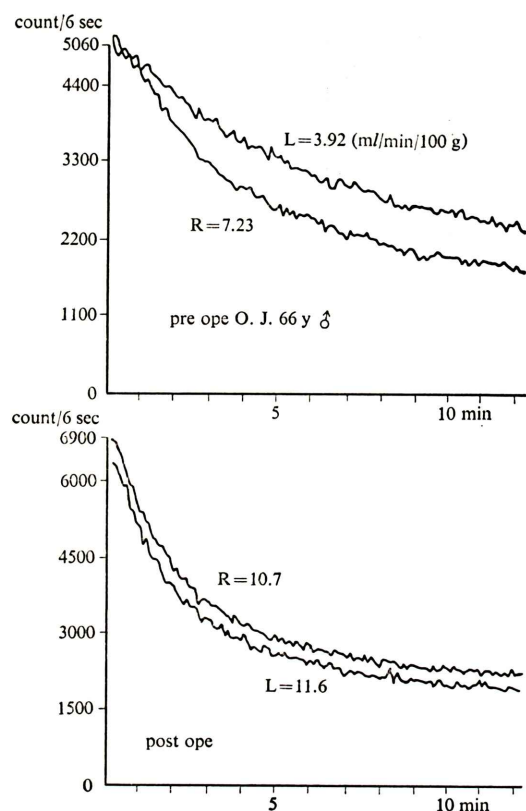 count/6 sec
5060
4400
3300
2200
1100
0
L=3.92 (ml/min/100 g)
R=7.23
pre ope O. J. 66 y ♂
5
10 min
count/6 sec
6900
6000
4500
3000
1500
0
R=10.7
L=11.6
post ope
5
10 min